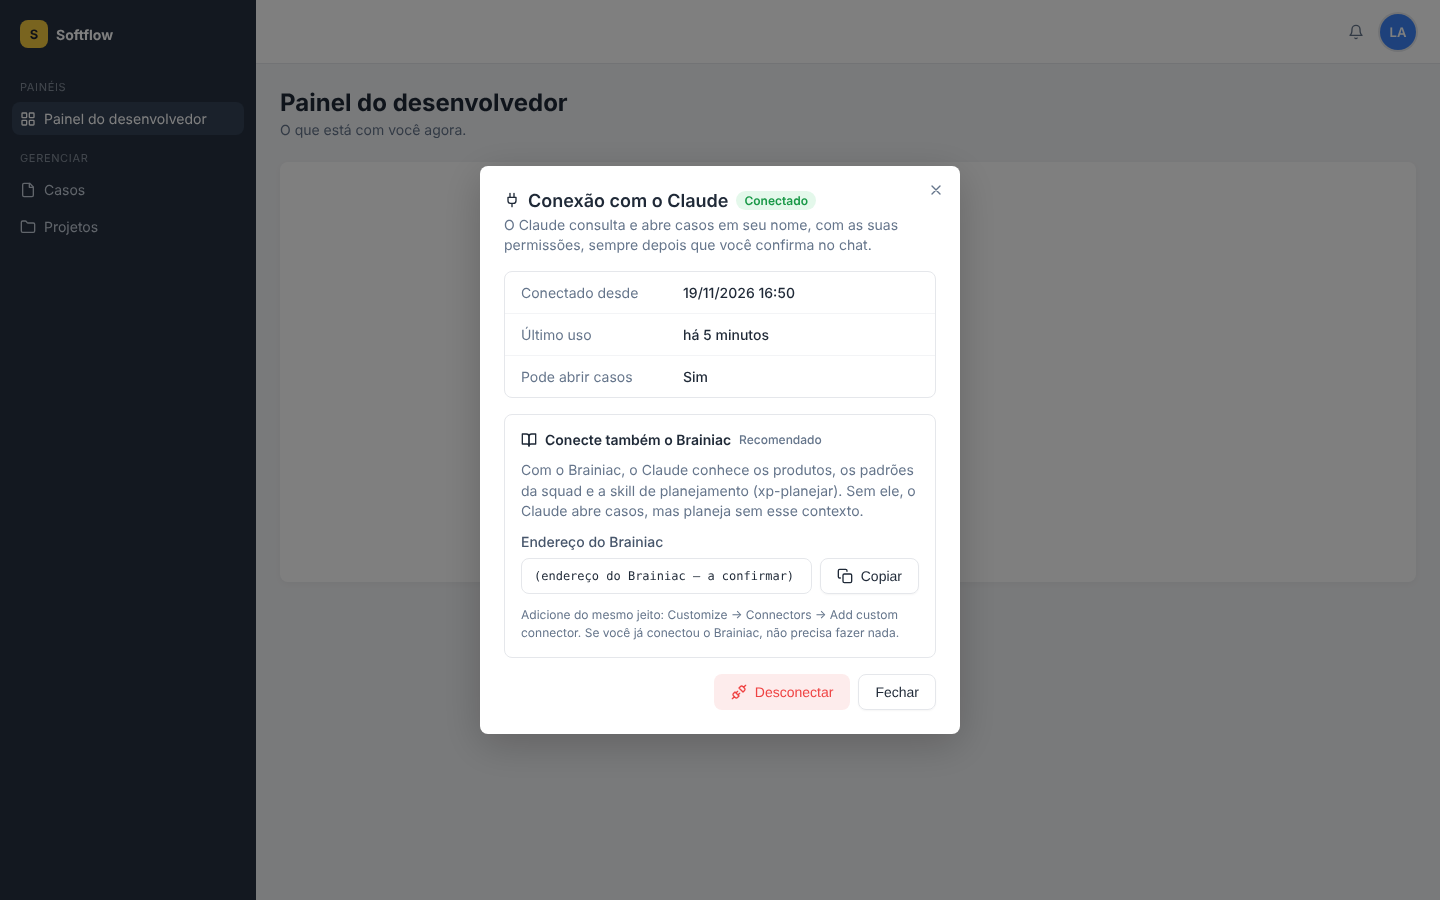 S Softflow
LA
PAINÉIS
Painel do desenvolvedor
GERENCIAR
Casos
Projetos
Painel do desenvolvedor
O que está com você agora.
Conexão com o Claude Conectado
O Claude consulta e abre casos em seu nome, com as suas
permissões, sempre depois que você confirma no chat.
Conectado desde 19/11/2026 16:50
Último uso há 5 minutos
Pode abrir casos Sim
Conecte também o Brainiac Recomendado
Com o Brainiac, o Claude conhece os produtos, os padrões
da squad e a skill de planejamento (xp-planejar). Sem ele, o
Claude abre casos, mas planeja sem esse contexto.
Endereço do Brainiac
(endereço do Brainiac — a confirmar) Copiar
Adicione do mesmo jeito: Customize → Connectors → Add custom
connector. Se você já conectou o Brainiac, não precisa fazer nada.
Desconectar Fechar